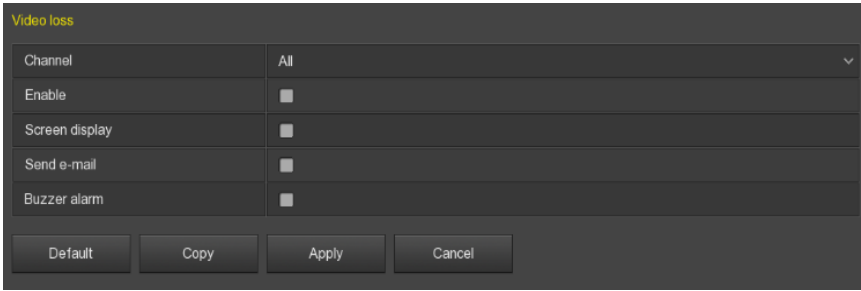 Video loss
Channel All
Enable
Screen display
Send e-mail
Buzzer alarm
Default Copy Apply Cancel